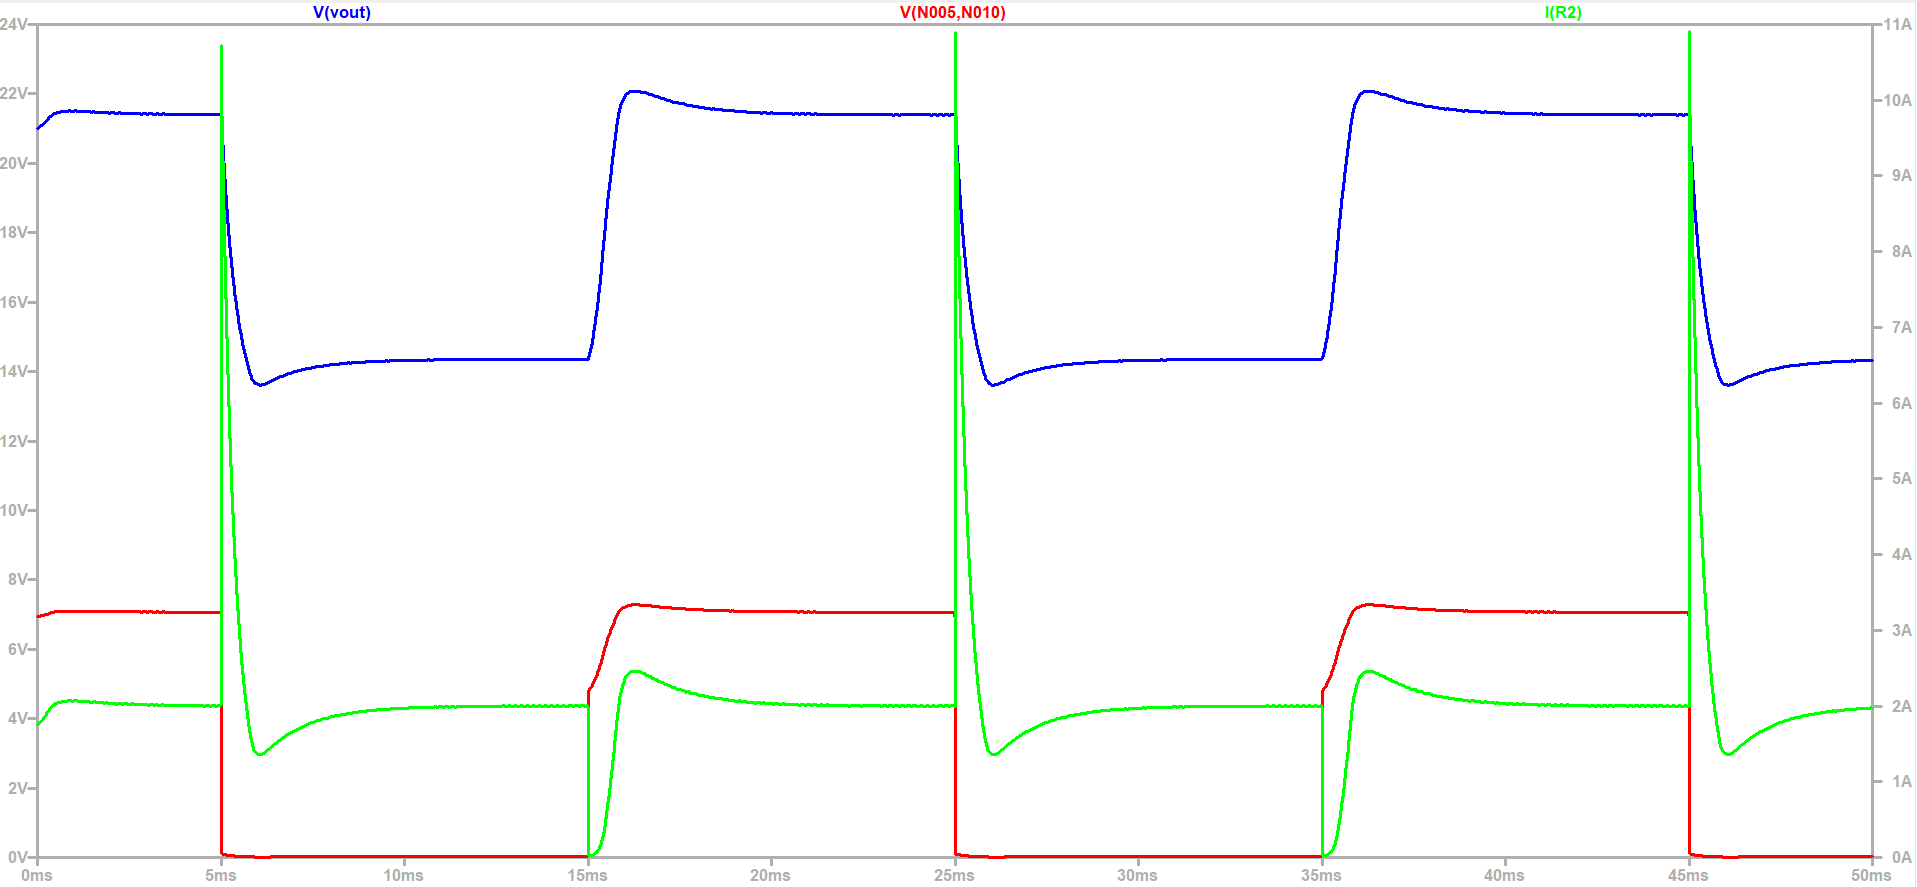 V(vout) V(N005,N010) I(R2)
24V 11A
22V 10A
20V 9A
18V 8A
16V 7A
14V 6A
12V 5A
10V 4A
8V 3A
6V 2A
4V 1A
2V 0A
0V
0ms 5ms 10ms 15ms 20ms 25ms 30ms 35ms 40ms 45ms 50ms